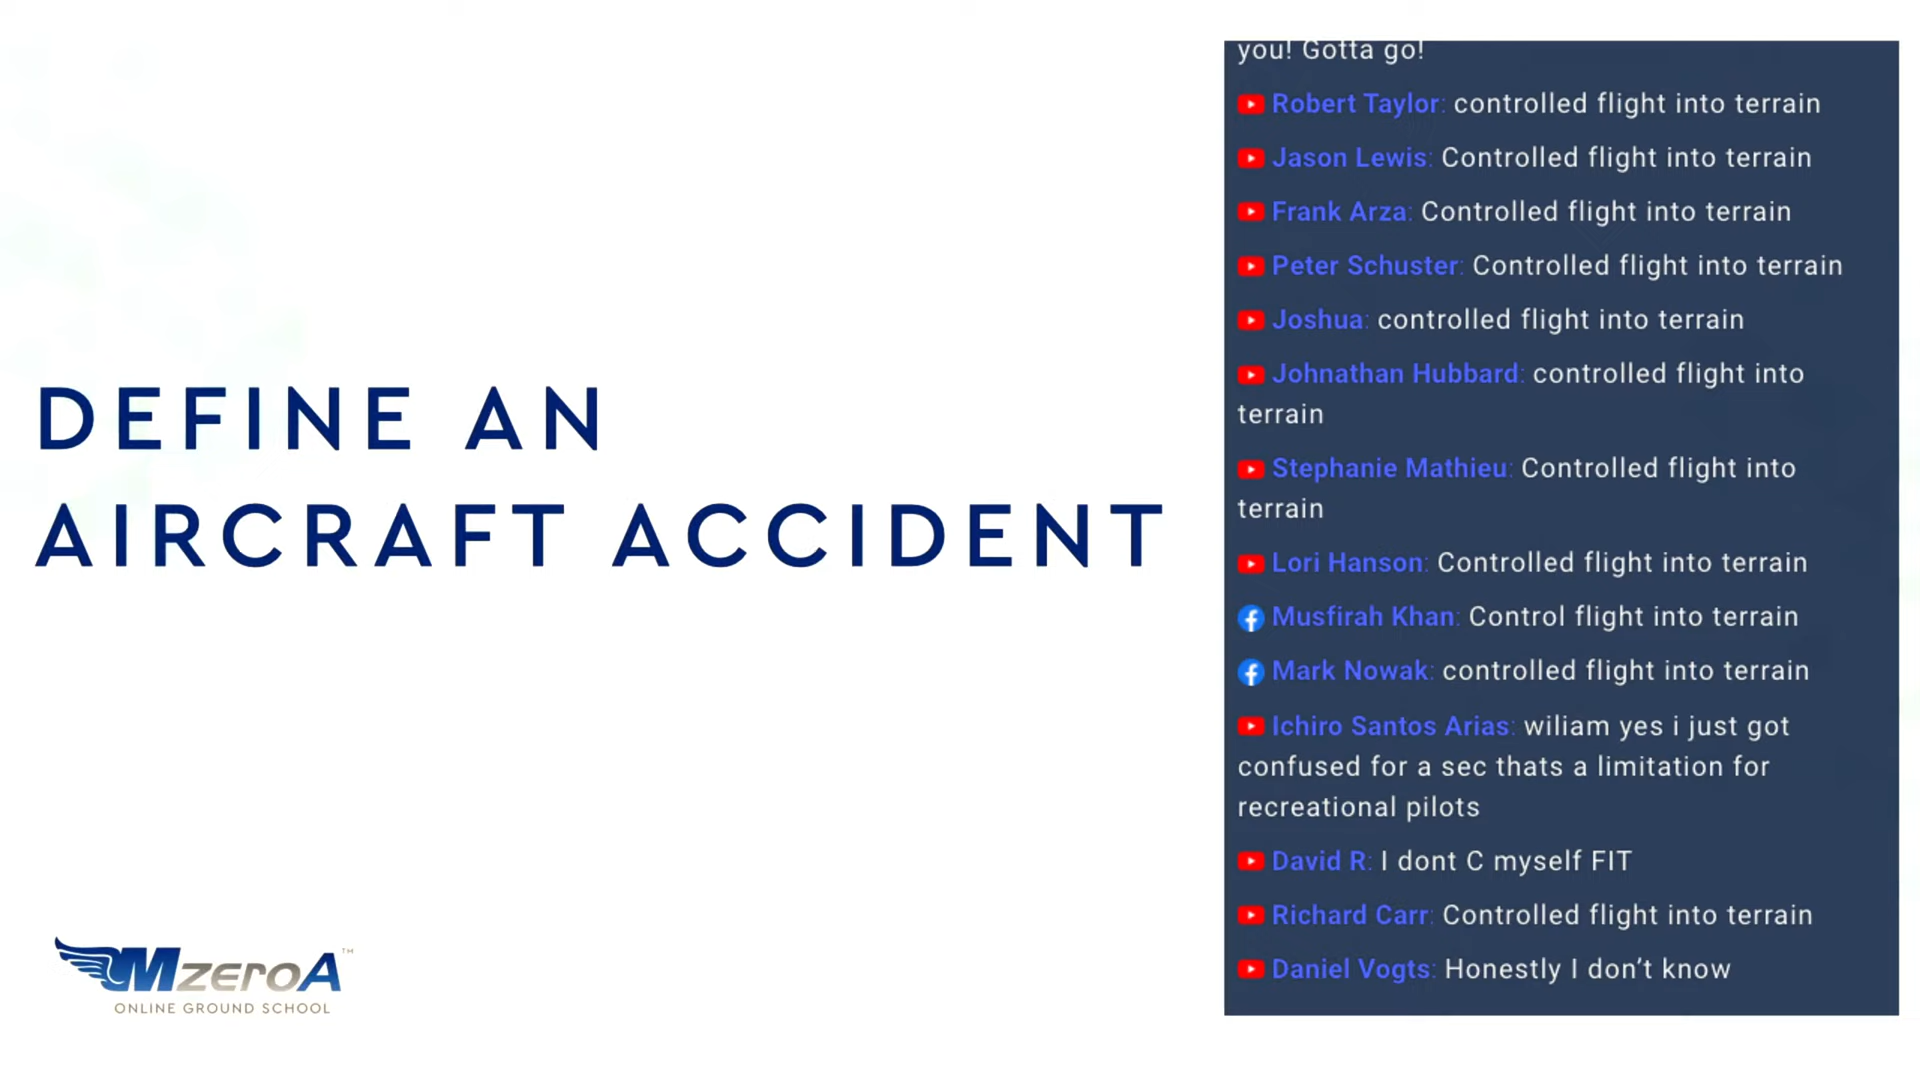 DEFINE AN
AIRCRAFT ACCIDENT
MzeroA™
ONLINE GROUND SCHOOL
you! Gotta go!
Robert Taylor: controlled flight into terrain
Jason Lewis: Controlled flight into terrain
Frank Arza: Controlled flight into terrain
Peter Schuster: Controlled flight into terrain
Joshua: controlled flight into terrain
Johnathan Hubbard: controlled flight into
terrain
Stephanie Mathieu: Controlled flight into
terrain
Lori Hanson: Controlled flight into terrain
Musfirah Khan: Control flight into terrain
Mark Nowak: controlled flight into terrain
Ichiro Santos Arias: wiliam yes i just got
confused for a sec thats a limitation for
recreational pilots
David R: I dont C myself FIT
Richard Carr: Controlled flight into terrain
Daniel Vogts: Honestly I don’t know